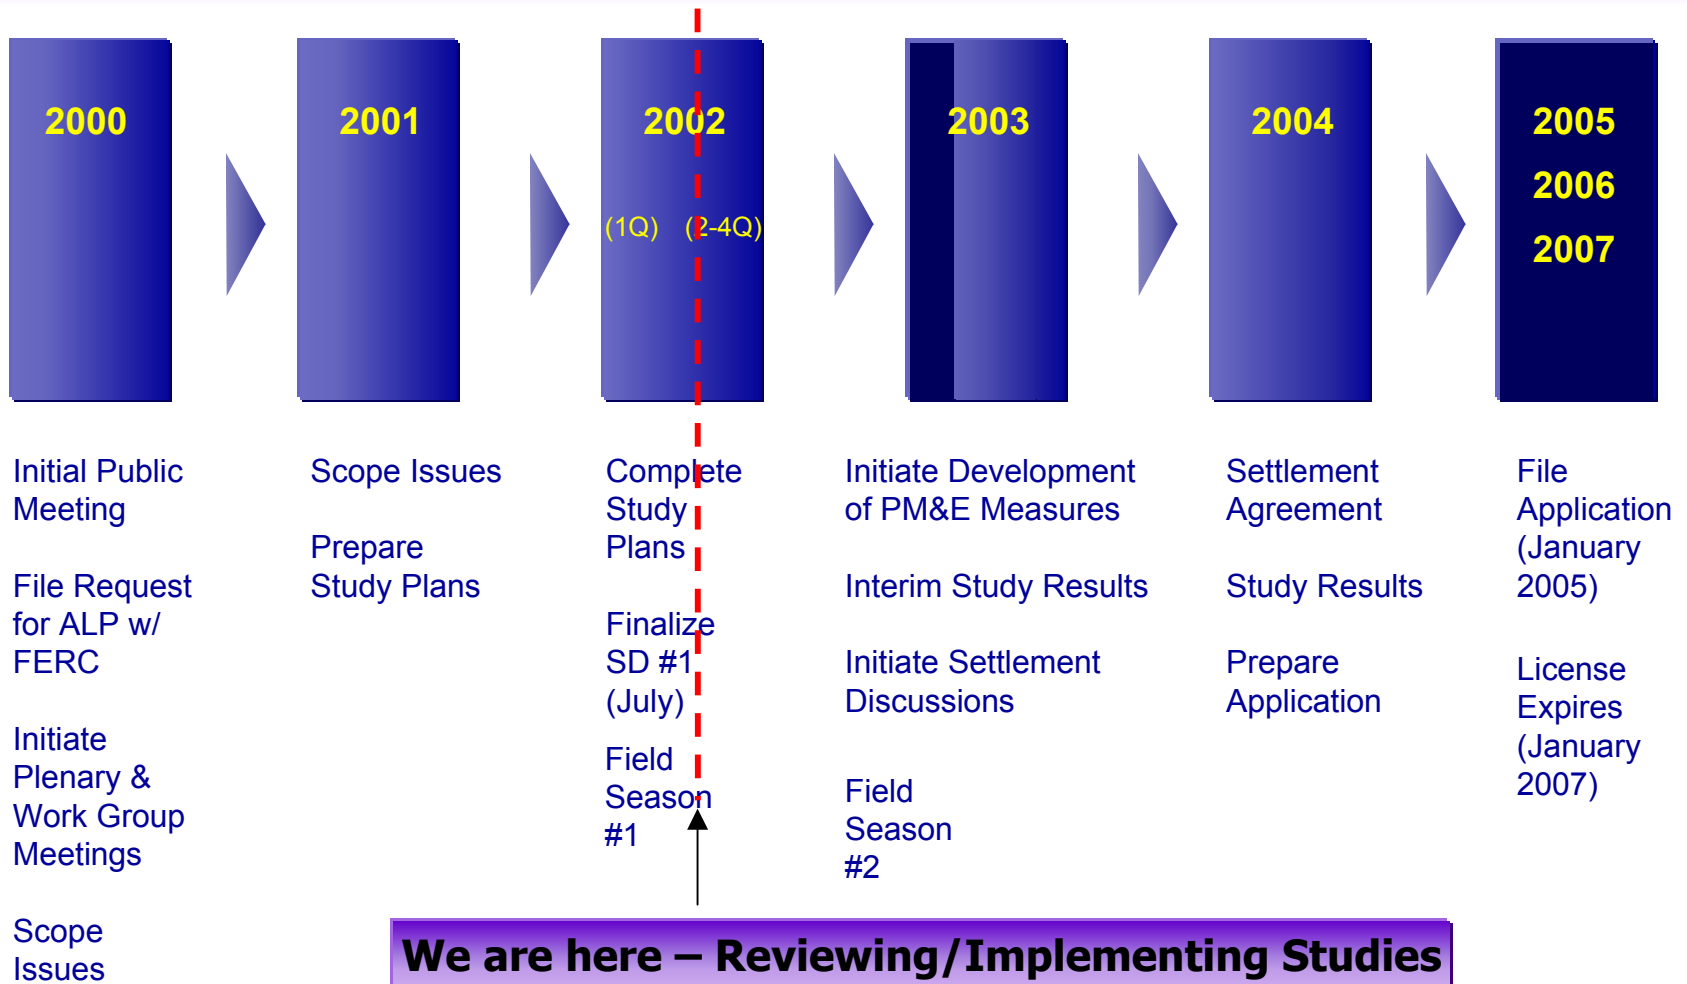 2000
Initial Public
Meeting
File Request
for ALP w/
FERC
Initiate
Plenary &
Work Group
Meetings
Scope
Issues
2001
Scope Issues
Prepare
Study Plans
2002
(1Q) (2-4Q)
Complete
Study
Plans
Finalize
SD #1
(July)
Field
Season
#1
2003
Initiate Development
of PM&E Measures
Interim Study Results
Initiate Settlement
Discussions
Field
Season
#2
2004
Settlement
Agreement
Study Results
Prepare
Application
2005
2006
2007
File
Application
(January
2005)
License
Expires
(January
2007)
We are here – Reviewing/Implementing Studies